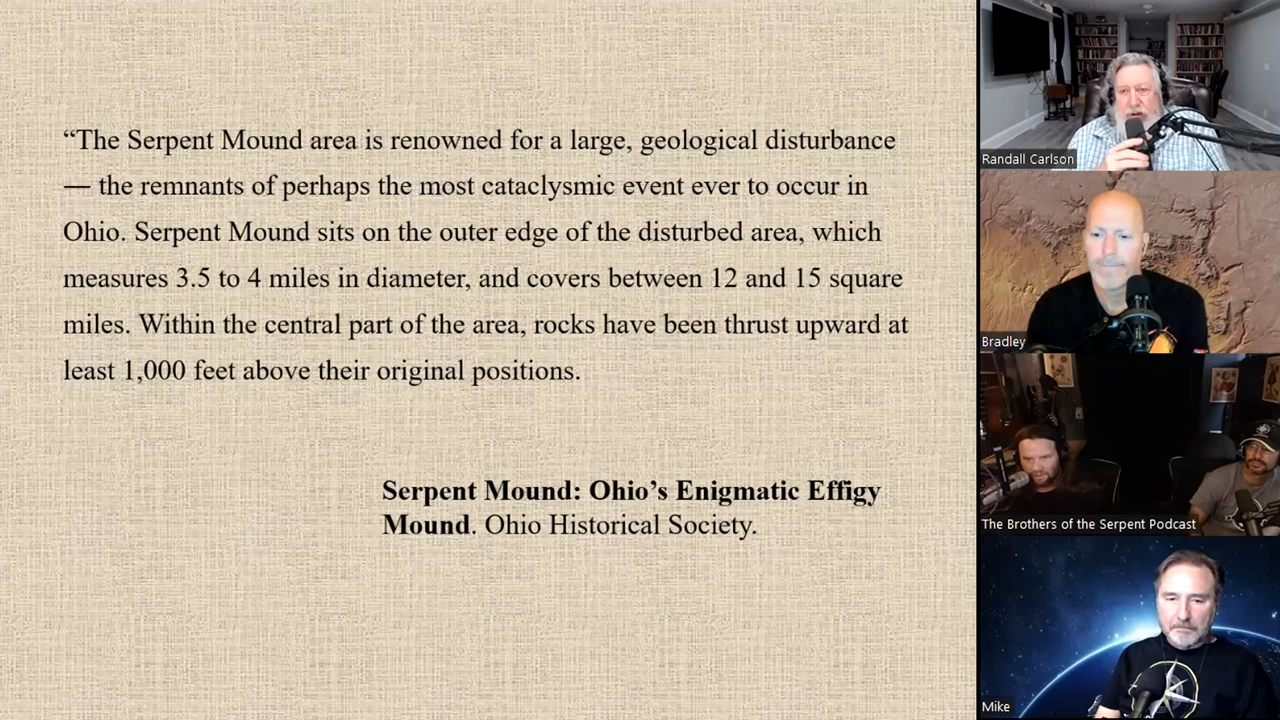 “The Serpent Mound area is renowned for a large, geological disturbance
— the remnants of perhaps the most cataclysmic event ever to occur in
Ohio. Serpent Mound sits on the outer edge of the disturbed area, which
measures 3.5 to 4 miles in diameter, and covers between 12 and 15 square
miles. Within the central part of the area, rocks have been thrust upward at
least 1,000 feet above their original positions.
Serpent Mound: Ohio’s Enigmatic Effigy
Mound. Ohio Historical Society.
Randall Carlson
Bradley
The Brothers of the Serpent Podcast
Mike